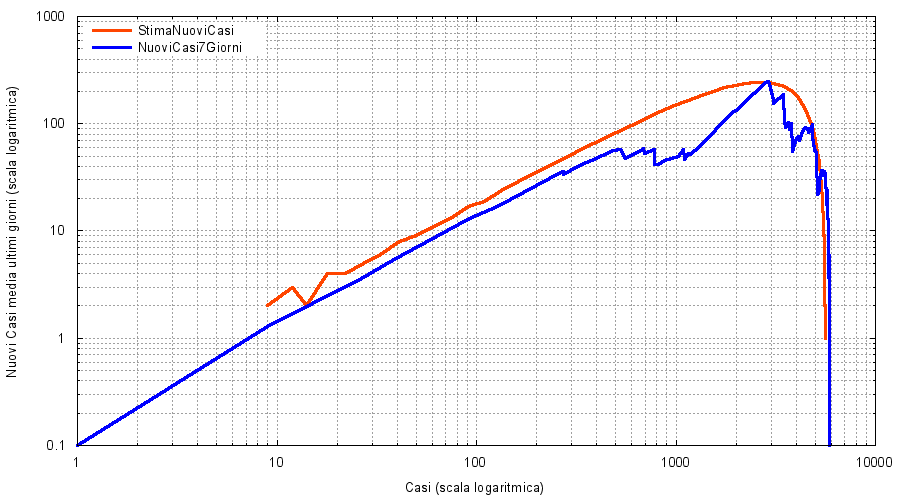 1000
StimaNuoviCasi
NuoviCasi7Giorni
100
10
1
0.1
1
10
100
1000
10000
Nuovi Casi media ultimi giorni (scala logaritmica)
Casi (scala logaritmica)